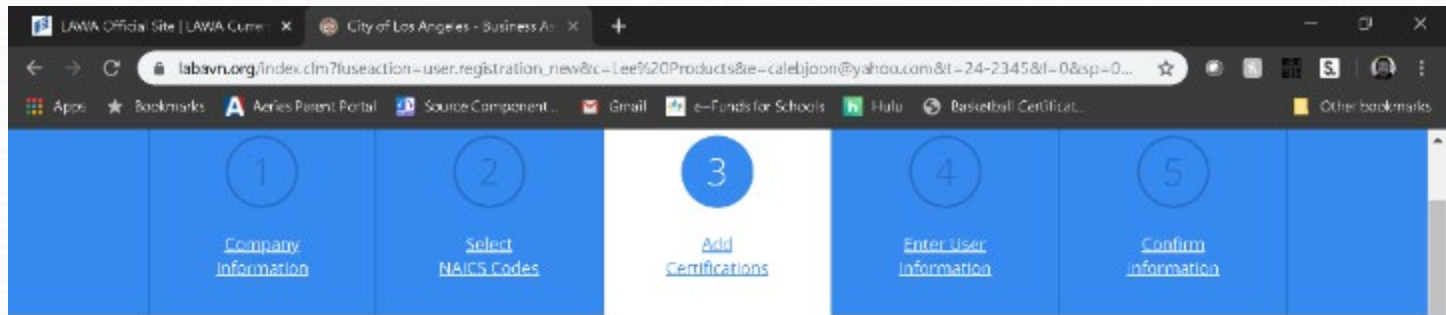 LAWA Official Site | LAWA Curren
City of Los Angeles - Business As
labavn.org/index.cfm?fuseaction=user.registration_new&c=Lee%20Products&e=calebjoon@yahoo.com&t=24-2345&f=0&sp=0...
Apps Bookmarks Aeries Parent Portal Source Component... Gmail e~Funds for Schools Hulu Basketball Certificat... Other bookmarks
1 2 3 4 5
Company Select Add Enter User Confirm
Information NAICS Codes Certifications Information Information